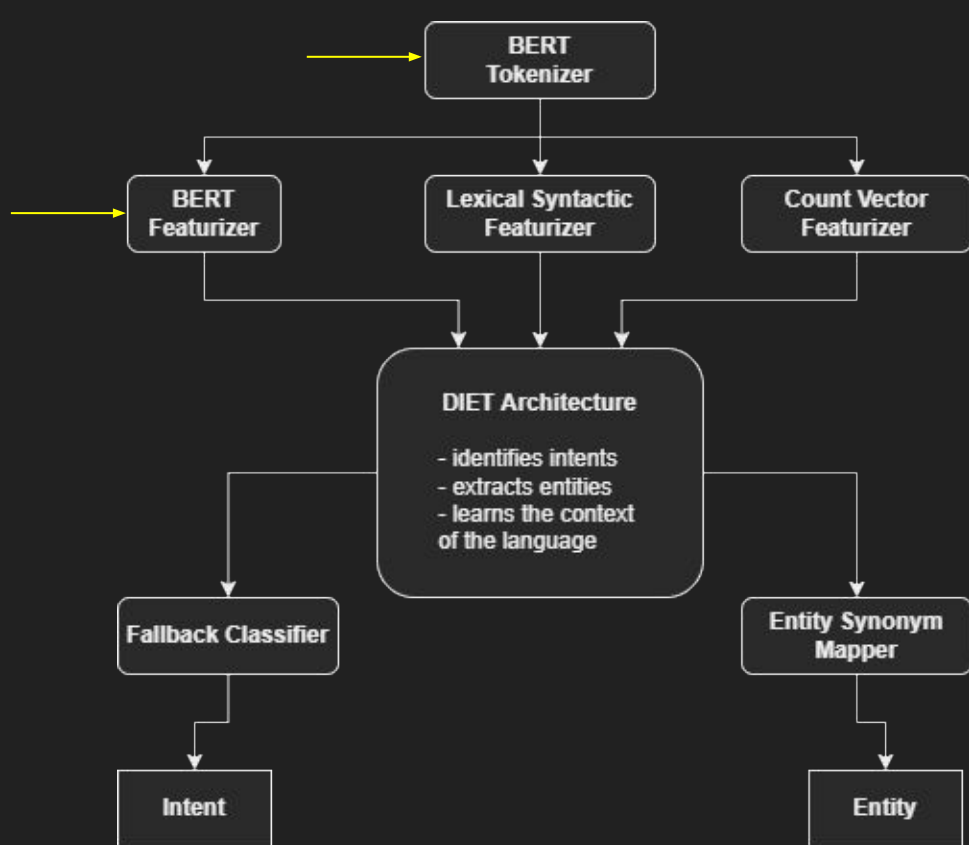 BERT
Tokenizer
BERT
Featurizer
Lexical Syntactic
Featurizer
Count Vector
Featurizer
DIET Architecture
- identifies intents
- extracts entities
- learns the context
of the language
Fallback Classifier
Entity Synonym
Mapper
Intent
Entity